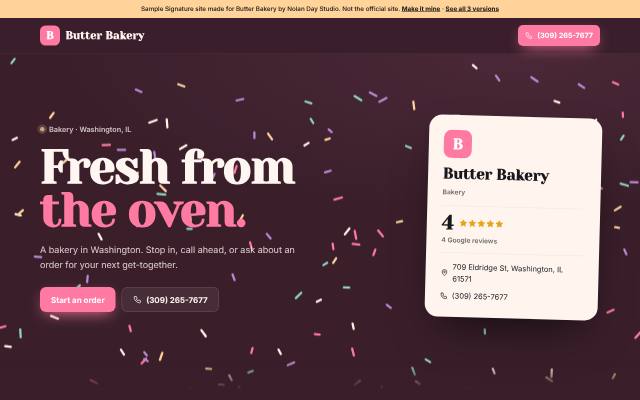 Sample Signature site made for Butter Bakery by Nolan Day Studio. Not the official site. Make it mine · See all 3 versions
B Butter Bakery
(309) 265-7677
Bakery · Washington, IL
Fresh from
the oven.
A bakery in Washington. Stop in, call ahead, or ask about an
order for your next get-together.
Start an order
(309) 265-7677
B
Butter Bakery
Bakery
4
4 Google reviews
709 Eldridge St, Washington, IL
61571
(309) 265-7677